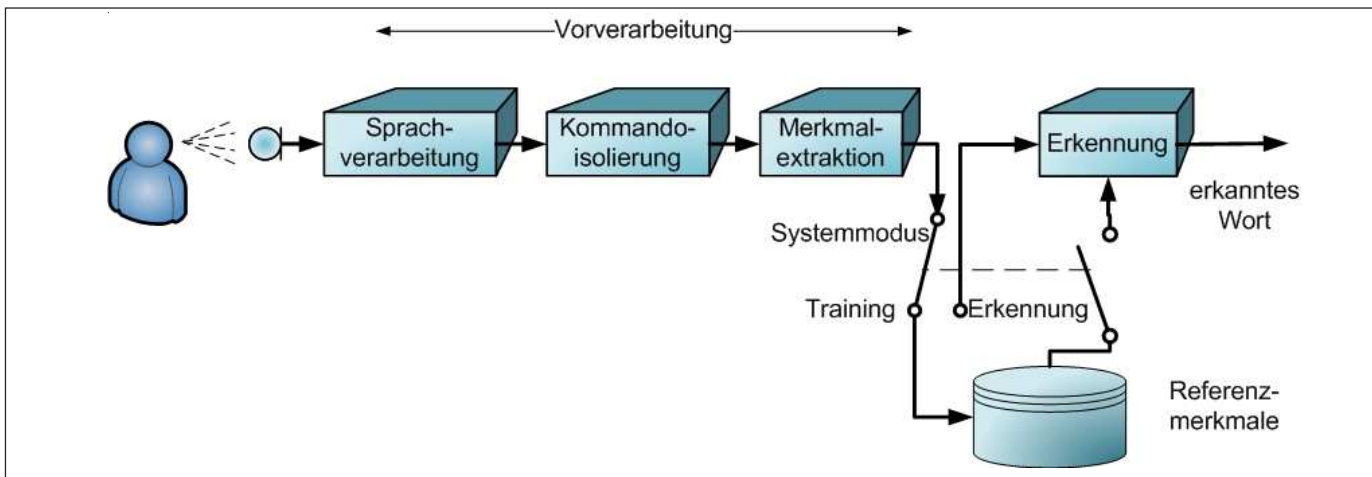 Vorverarbeitung
Sprach-
verarbeitung
Kommando-
isolierung
Merkmal-
extraktion
Erkennung
erkanntes
Wort
Systemmodus
Training
Erkennung
Referenz-
merkmale